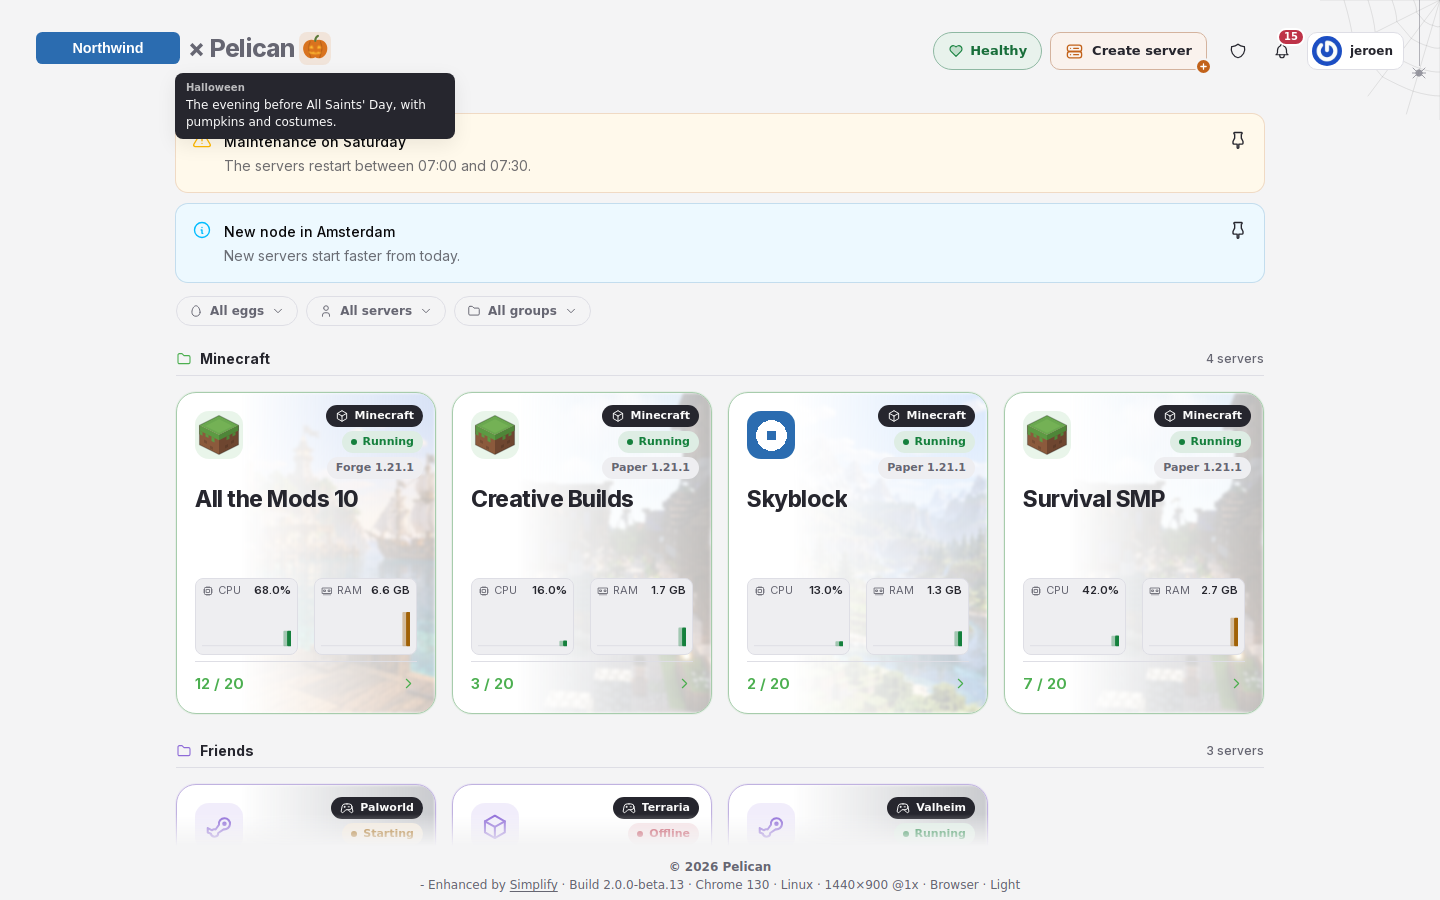 Northwind
× Pelican
Healthy
Create server
15
jeroen
Halloween
The evening before All Saints' Day, with
pumpkins and costumes.
Maintenance on Saturday
The servers restart between 07:00 and 07:30.
New node in Amsterdam
New servers start faster from today.
All eggs
All servers
All groups
Minecraft
4 servers
Minecraft
Running
Forge 1.21.1
All the Mods 10
CPU 68.0%
RAM 6.6 GB
12 / 20
Minecraft
Running
Paper 1.21.1
Creative Builds
CPU 16.0%
RAM 1.7 GB
3 / 20
Minecraft
Running
Paper 1.21.1
Skyblock
CPU 13.0%
RAM 1.3 GB
2 / 20
Minecraft
Running
Paper 1.21.1
Survival SMP
CPU 42.0%
RAM 2.7 GB
7 / 20
Friends
3 servers
Palworld
Starting
Terraria
Offline
Valheim
Running
© 2026 Pelican
- Enhanced by Simplify · Build 2.0.0-beta.13 · Chrome 130 · Linux · 1440×900 @1x · Browser · Light